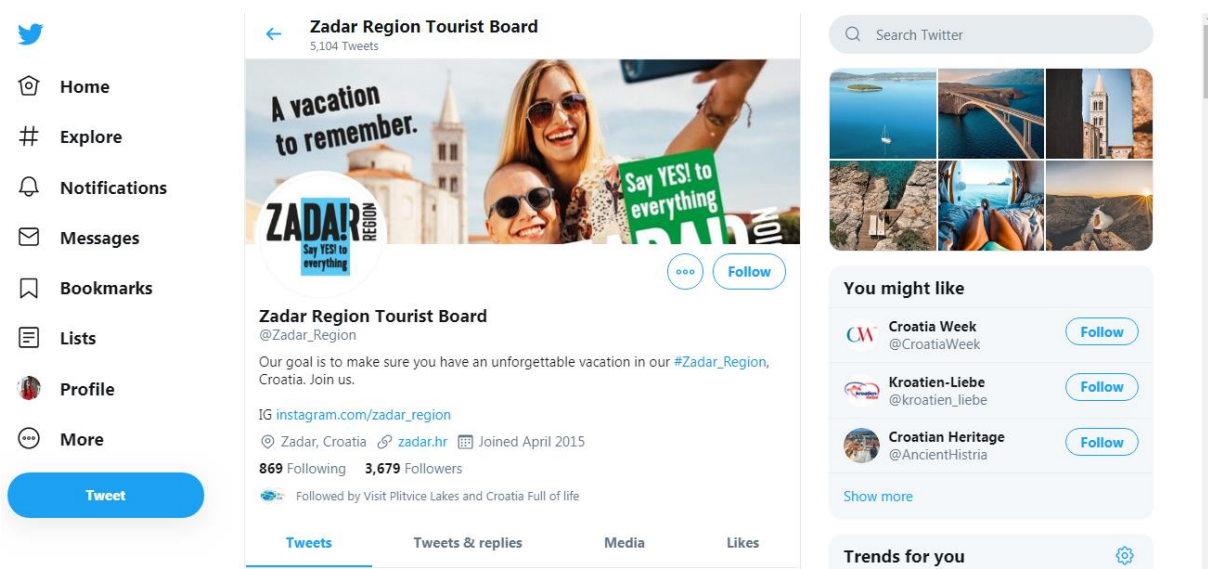 Home
Explore
Notifications
Messages
Bookmarks
Lists
Profile
More
Tweet
Zadar Region Tourist Board
5,104 Tweets
A vacation
to remember.
Say YES! to
everything
ZADA!R
REGION
Say YES! to
everything
Follow
Zadar Region Tourist Board
@Zadar_Region
Our goal is to make sure you have an unforgettable vacation in our #Zadar_Region,
Croatia. Join us.
IG instagram.com/zadar_region
Zadar, Croatia zadar.hr Joined April 2015
869 Following 3,679 Followers
Followed by Visit Plitvice Lakes and Croatia Full of life
Tweets Tweets & replies Media Likes
Search Twitter
You might like
CW
Croatia Week
@CroatiaWeek
Follow
Kroatien-Liebe
@kroatien_liebe
Follow
Croatian Heritage
@AncientHistria
Follow
Show more
Trends for you